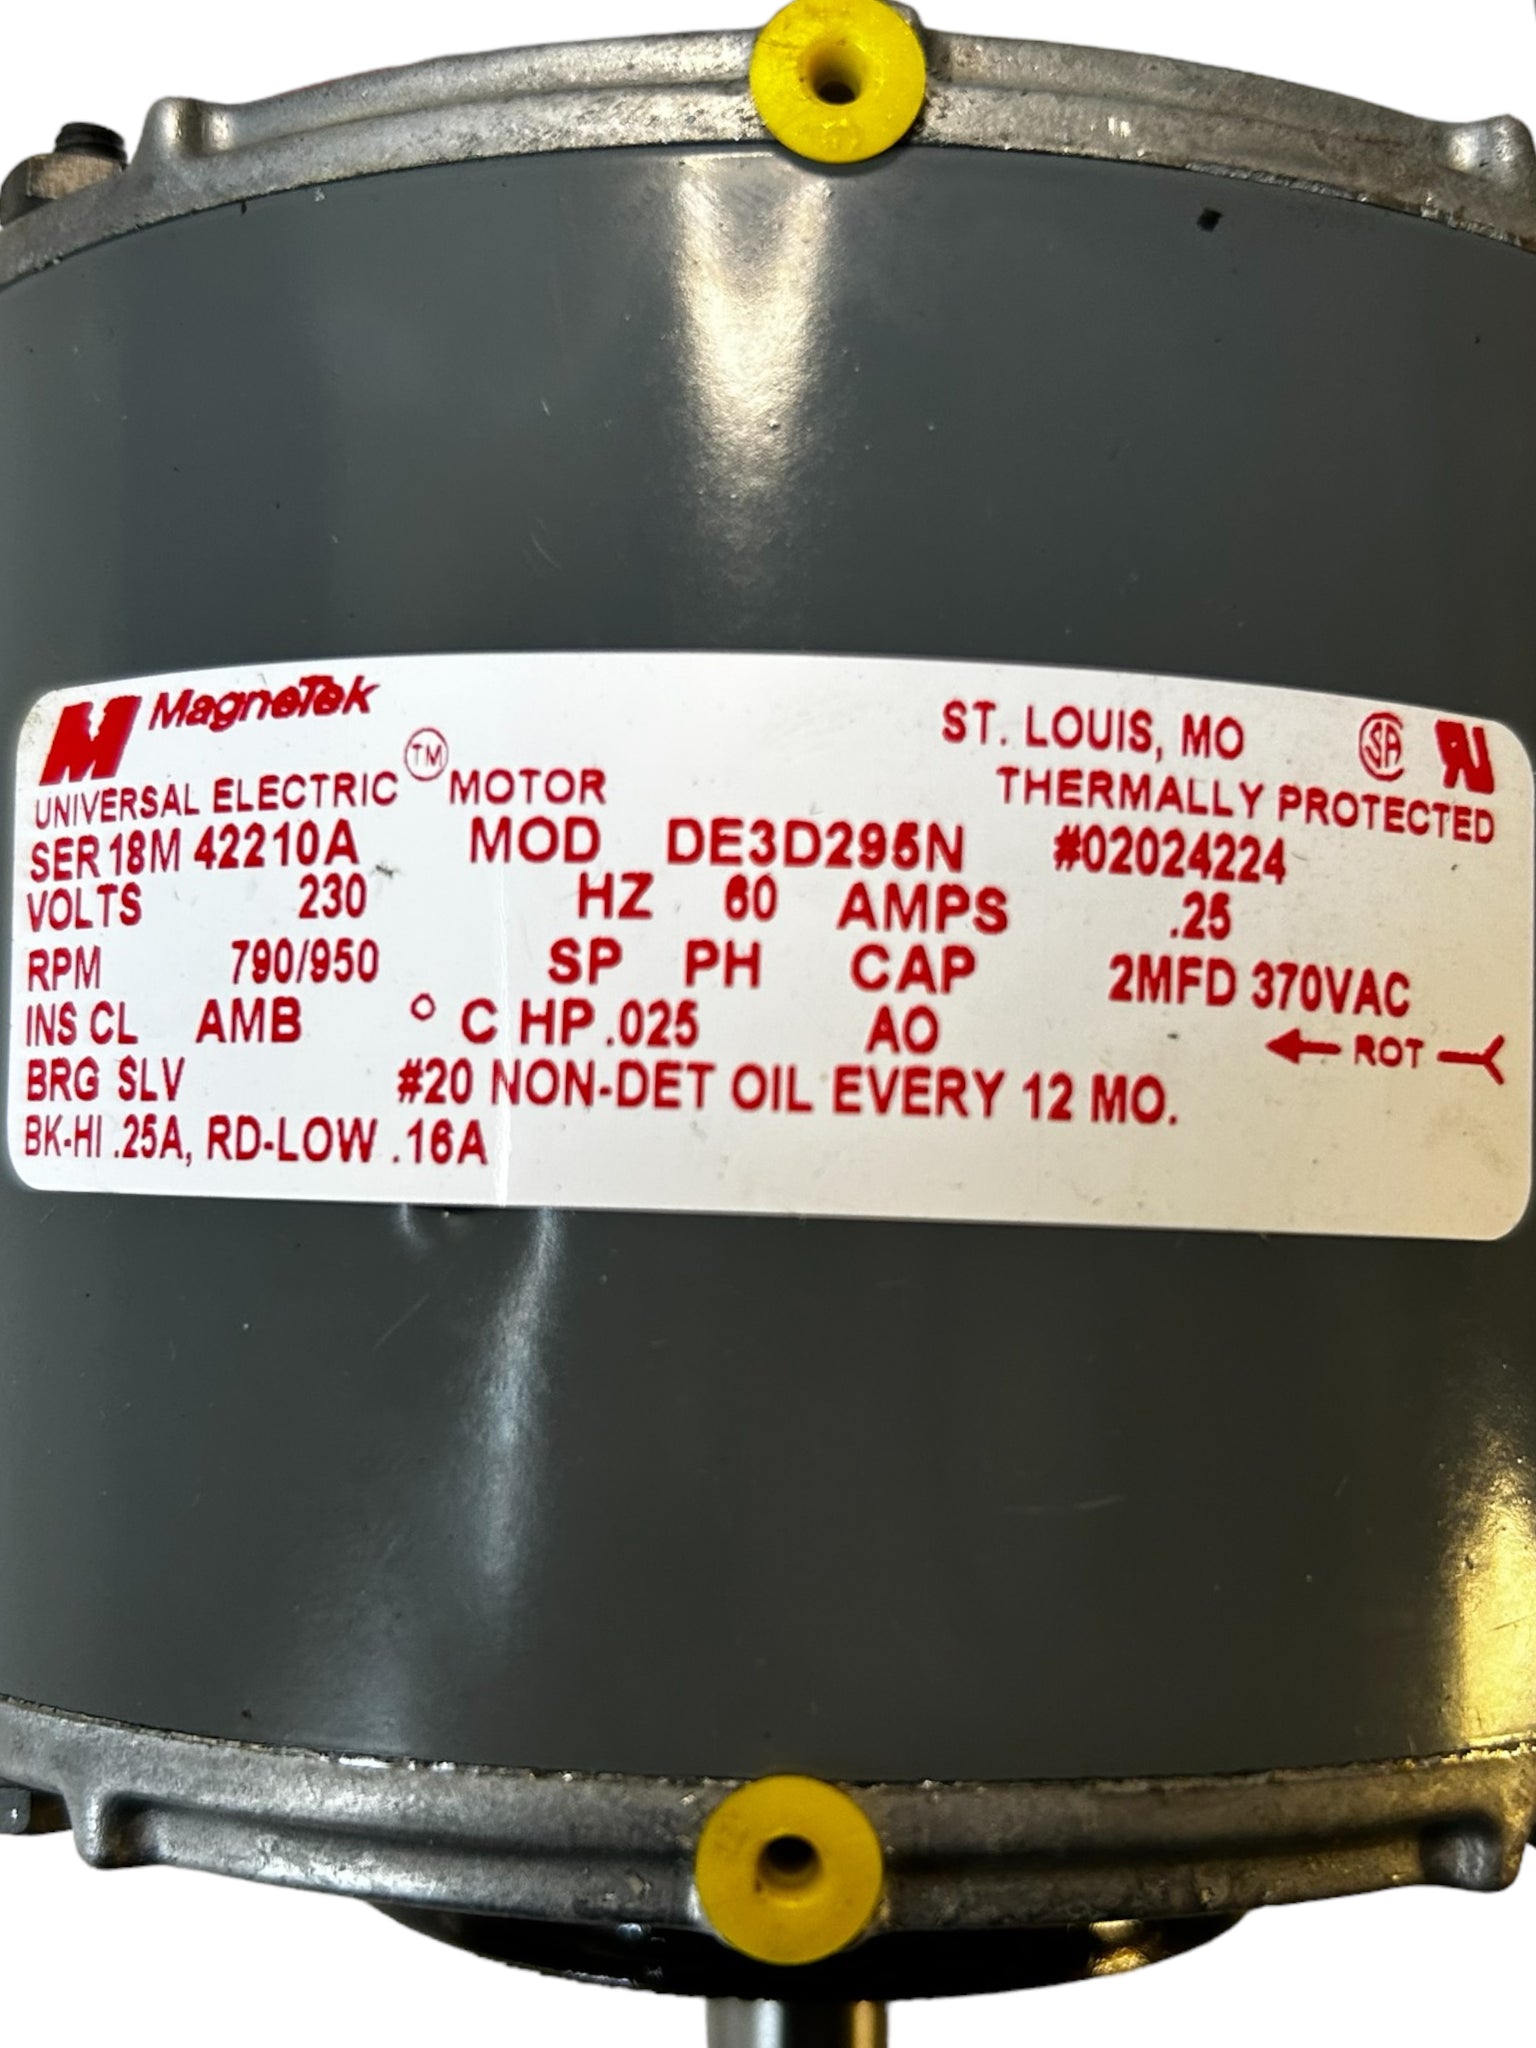 M MagneTek
ST. LOUIS, MO
UNIVERSAL ELECTRIC TM MOTOR
THERMALLY PROTECTED
SER 18M 42210A MOD DE3D295N #02024224
VOLTS 230 HZ 60 AMPS .25
RPM 790/950 SP PH CAP 2MFD 370VAC
INS CL AMB °C HP .025 AO ROT
BRG SLV #20 NON-DET OIL EVERY 12 MO.
BK-HI .25A, RD-LOW .16A